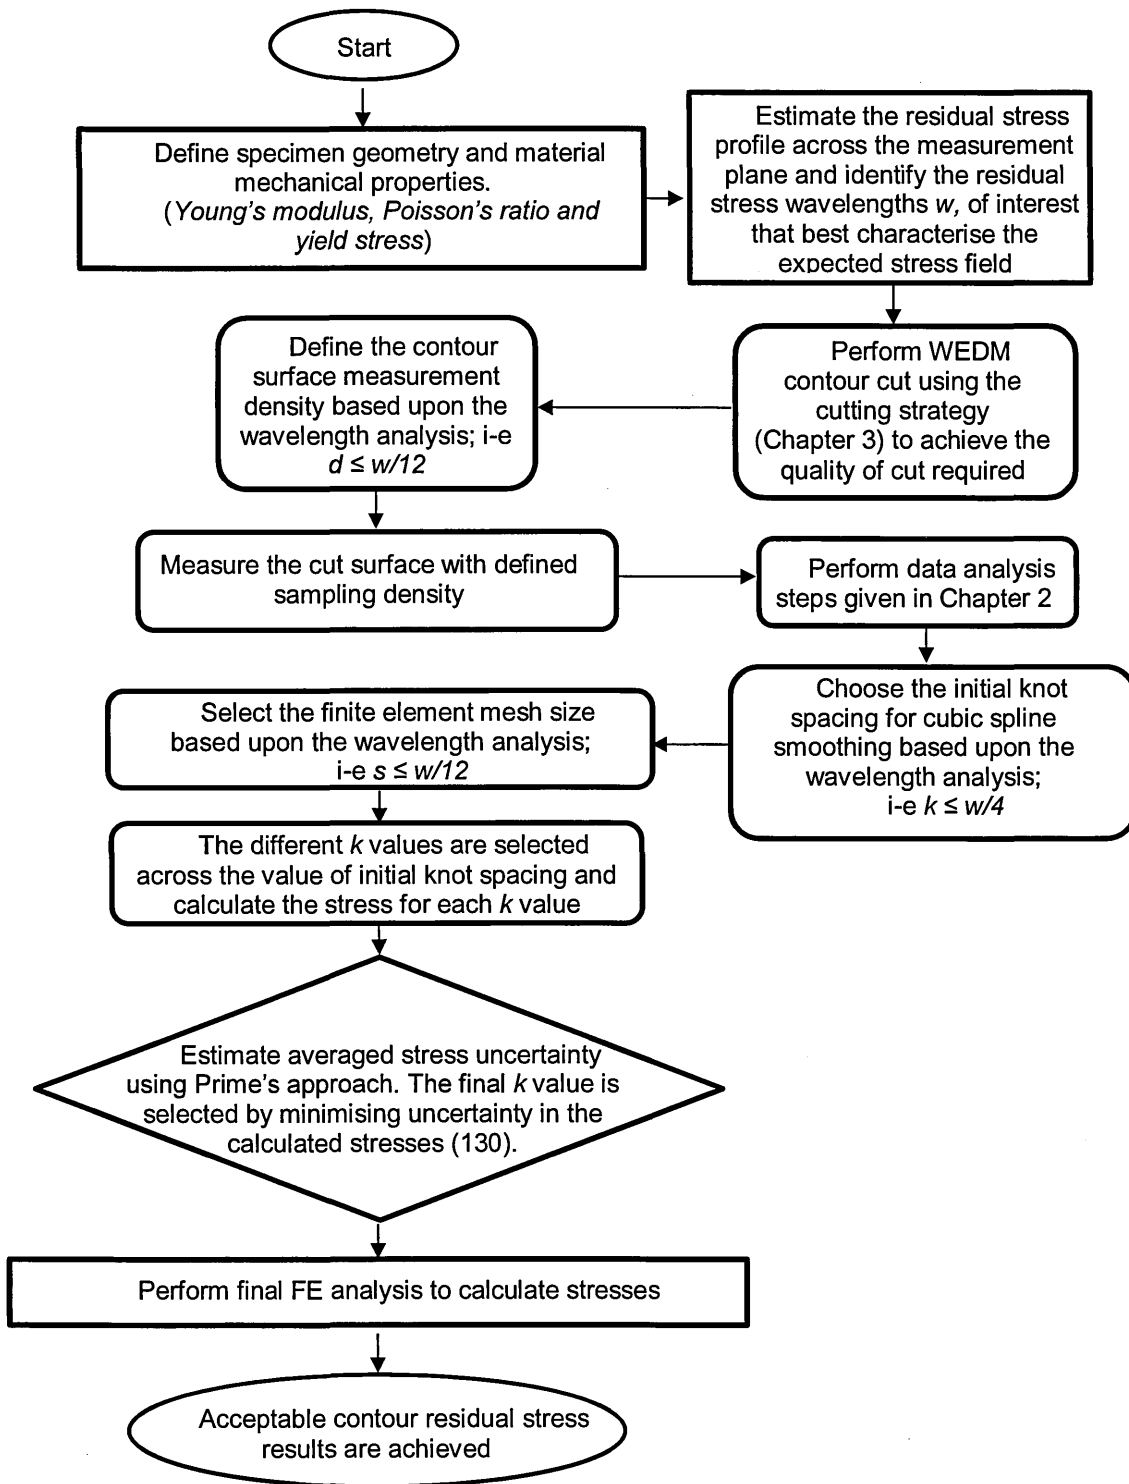 Start
Define specimen geometry and material
mechanical properties.
(Young's modulus, Poisson's ratio and
yield stress)
Estimate the residual stress
profile across the measurement
plane and identify the residual
stress wavelengths w, of interest
that best characterise the
expected stress field
Perform WEDM
contour cut using the
cutting strategy
(Chapter 3) to achieve the
quality of cut required
Define the contour
surface measurement
density based upon the
wavelength analysis; i-e
d ≤ w/12
Measure the cut surface with defined
sampling density
Perform data analysis
steps given in Chapter 2
Choose the initial knot
spacing for cubic spline
smoothing based upon the
wavelength analysis;
i-e k ≤ w/4
Select the finite element mesh size
based upon the wavelength analysis;
i-e s ≤ w/12
The different k values are selected
across the value of initial knot spacing and
calculate the stress for each k value
Estimate averaged stress uncertainty
using Prime's approach. The final k value is
selected by minimising uncertainty in the
calculated stresses (130).
Perform final FE analysis to calculate stresses
Acceptable contour residual stress
results are achieved